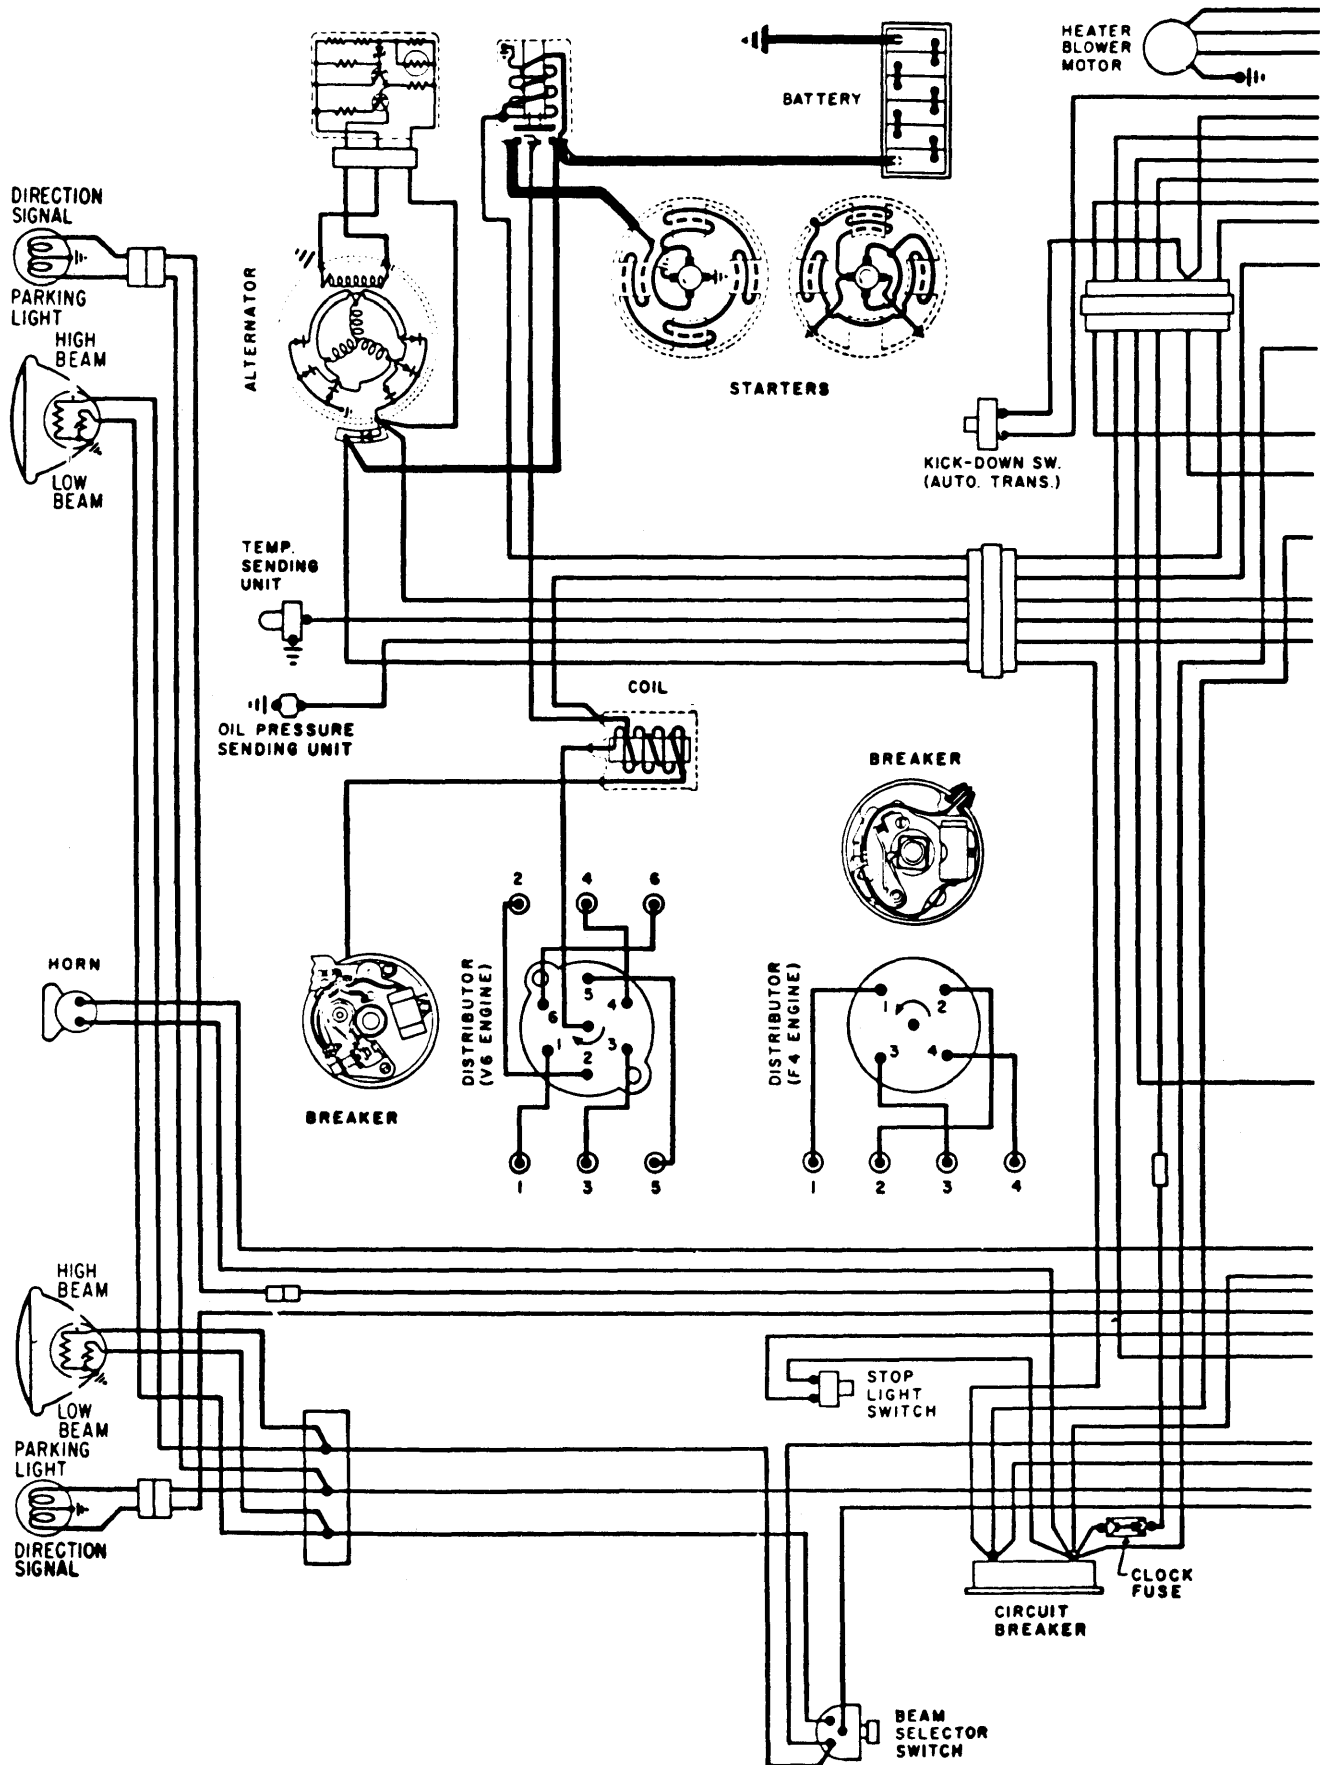 HEATER
BLOWER
MOTOR
BATTERY
DIRECTION
SIGNAL
PARKING
LIGHT
HIGH
BEAM
LOW
BEAM
ALTERNATOR
STARTERS
KICK-DOWN SW.
(AUTO. TRANS.)
TEMP.
SENDING
UNIT
OIL PRESSURE
SENDING UNIT
COIL
BREAKER
2 4 6
HORN
DISTRIBUTOR
(V6 ENGINE)
5
6 4
1 3
2
BREAKER
1 3 5
DISTRIBUTOR
(F4 ENGINE)
1 2
3 4
1 2 3 4
HIGH
BEAM
LOW
BEAM
PARKING
LIGHT
DIRECTION
SIGNAL
STOP
LIGHT
SWITCH
CLOCK
FUSE
CIRCUIT
BREAKER
BEAM
SELECTOR
SWITCH